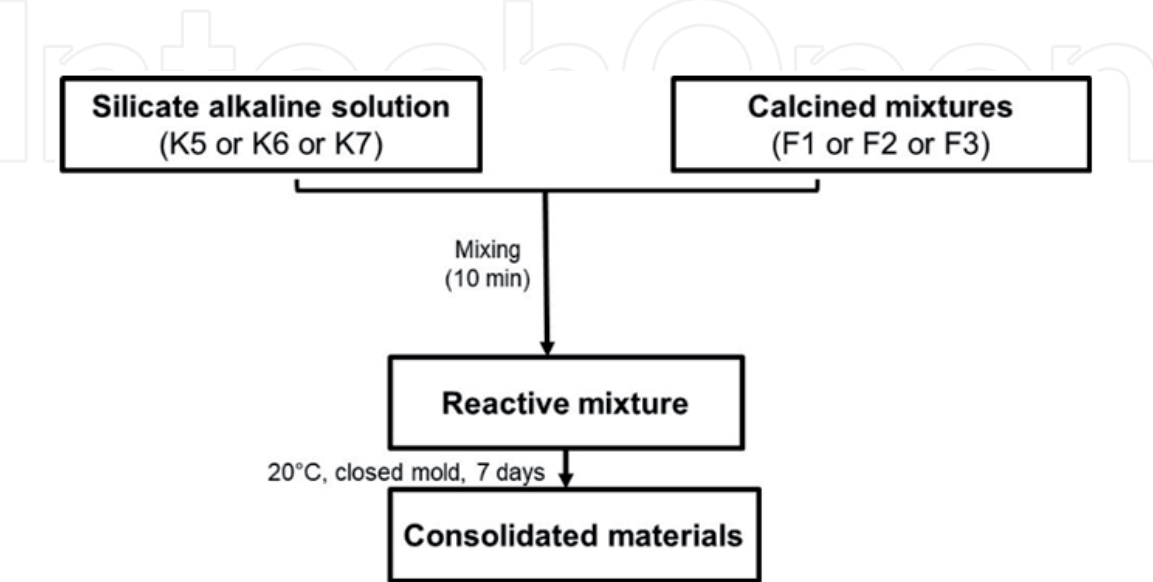 IntechOpen
Silicate alkaline solution
(K5 or K6 or K7)
Calcined mixtures
(F1 or F2 or F3)
Mixing
(10 min)
Reactive mixture
20°C, closed mold, 7 days
Consolidated materials